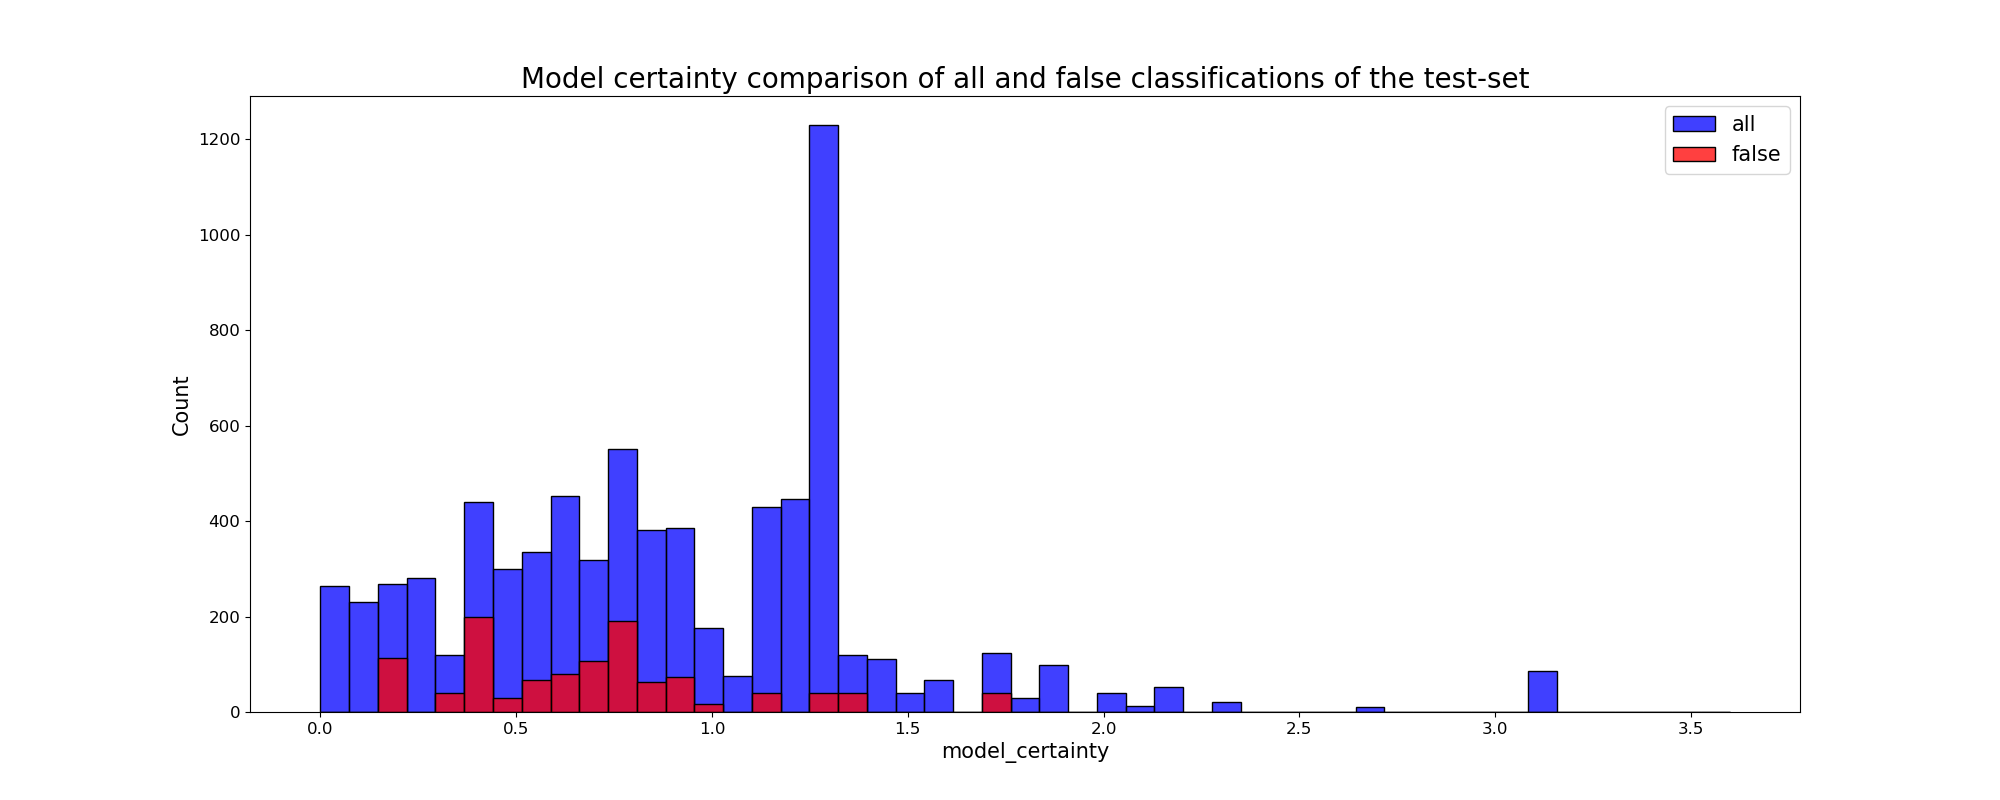 Model certainty comparison of all and false classifications of the test-set
all
false
1200
1000
800
600
400
200
0
Count
0.0 0.5 1.0 1.5 2.0 2.5 3.0 3.5
model_certainty